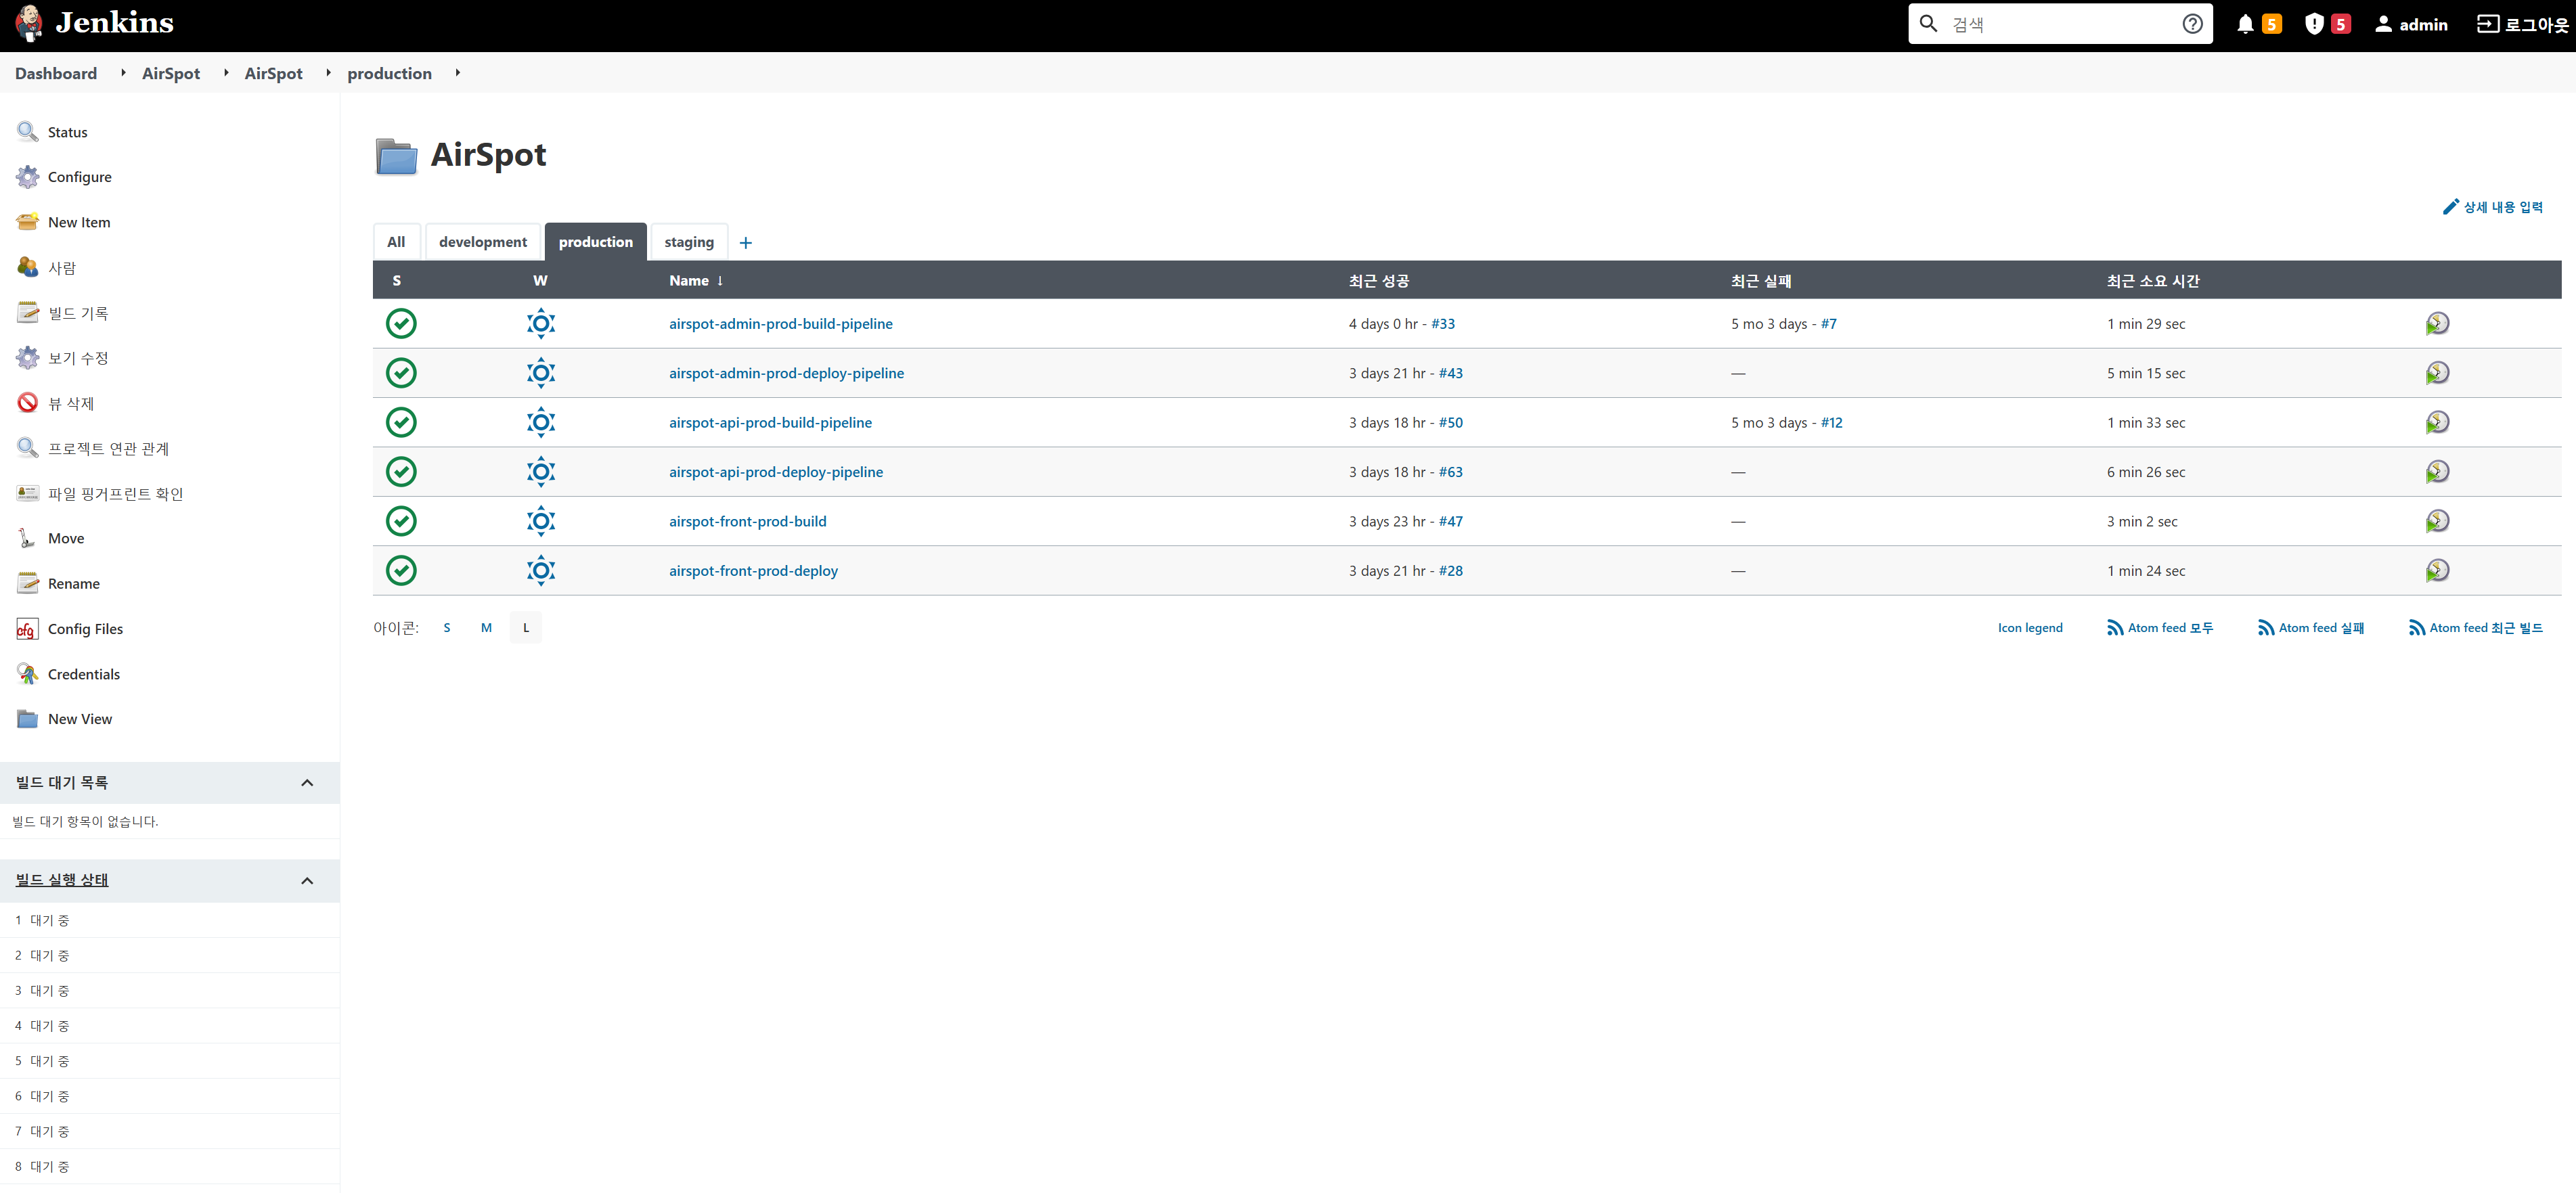 Jenkins
검색
5
5
admin
로그아웃
Dashboard
AirSpot
AirSpot
production
Status
Configure
New Item
사람
빌드 기록
보기 수정
뷰 삭제
프로젝트 연관 관계
파일 핑거프린트 확인
Move
Rename
cfg Config Files
Credentials
New View
빌드 대기 목록
빌드 대기 항목이 없습니다.
빌드 실행 상태
1 대기 중
2 대기 중
3 대기 중
4 대기 중
5 대기 중
6 대기 중
7 대기 중
8 대기 중
AirSpot
상세 내용 입력
All development production staging +
S W Name ↓ 최근 성공 최근 실패 최근 소요 시간
airspot-admin-prod-build-pipeline 4 days 0 hr - #33 5 mo 3 days - #7 1 min 29 sec
airspot-admin-prod-deploy-pipeline 3 days 21 hr - #43 — 5 min 15 sec
airspot-api-prod-build-pipeline 3 days 18 hr - #50 5 mo 3 days - #12 1 min 33 sec
airspot-api-prod-deploy-pipeline 3 days 18 hr - #63 — 6 min 26 sec
airspot-front-prod-build 3 days 23 hr - #47 — 3 min 2 sec
airspot-front-prod-deploy 3 days 21 hr - #28 — 1 min 24 sec
아이콘: S M L
Icon legend Atom feed 모두 Atom feed 실패 Atom feed 최근 빌드